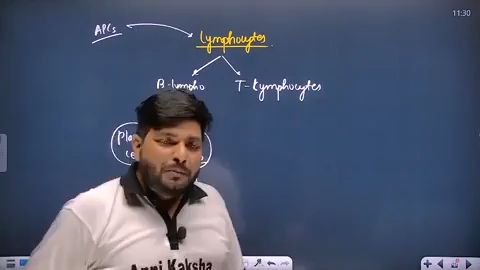 11:30
APCs
Lymphocytes
B-lympho T-Lymphocytes
Apni Kaksha